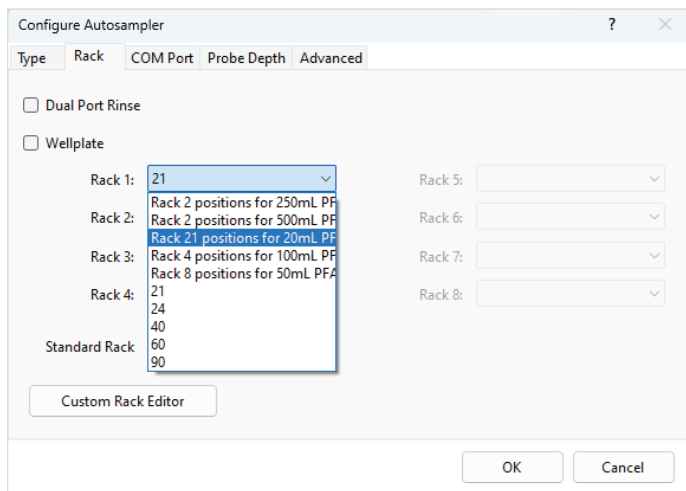 Configure Autosampler ?
Type Rack COM Port Probe Depth Advanced
Dual Port Rinse
Wellplate
Rack 1: 21 Rack 5:
Rack 2 positions for 250mL PF
Rack 2: Rack 2 positions for 500mL PF Rack 6:
Rack 21 positions for 20mL PF
Rack 3: Rack 4 positions for 100mL PF Rack 7:
Rack 8 positions for 50mL PFA
Rack 4: 21 Rack 8:
24
40
Standard Rack 60
90
Custom Rack Editor
OK Cancel